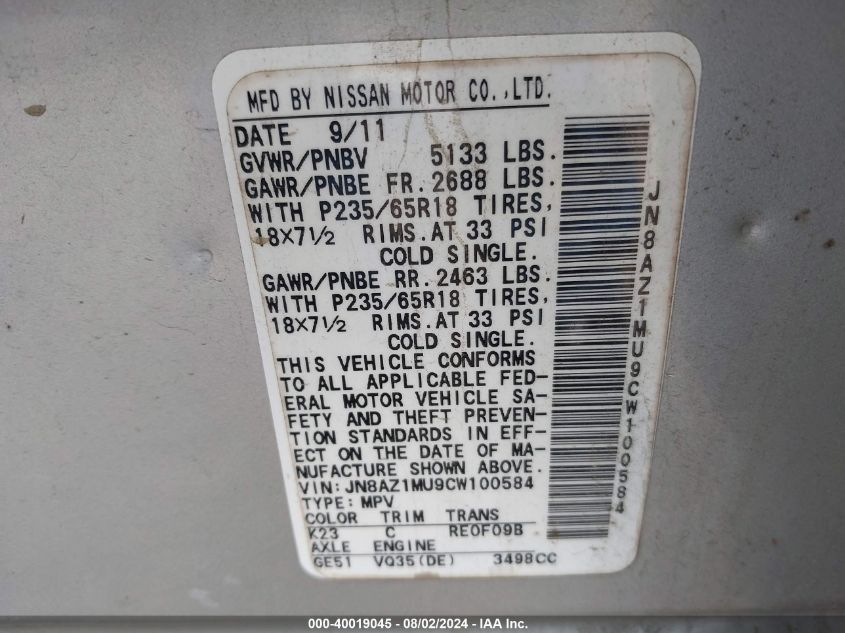 MFD BY NISSAN MOTOR CO.,LTD.
DATE 9/11
GVWR/PNBV 5133 LBS.
GAWR/PNBE FR.2688 LBS.
WITH P235/65R18 TIRES,
18X7½ RIMS.AT 33 PSI
COLD SINGLE.
GAWR/PNBE RR.2463 LBS.
WITH P235/65R18 TIRES,
18X7½ RIMS.AT 33 PSI
COLD SINGLE.
THIS VEHICLE CONFORMS
TO ALL APPLICABLE FED-
ERAL MOTOR VEHICLE SA-
FETY AND THEFT PREVEN-
TION STANDARDS IN EFF-
ECT ON THE DATE OF MA-
NUFACTURE SHOWN ABOVE.
VIN:JN8AZ1MU9CW100584
TYPE:MPV
COLOR TRIM TRANS
K23 C RE0F09B
AXLE ENGINE
GE51 VQ35(DE) 3498CC
JN8AZ1MU9CW100584
000-40019045 - 08/02/2024 - IAA Inc.